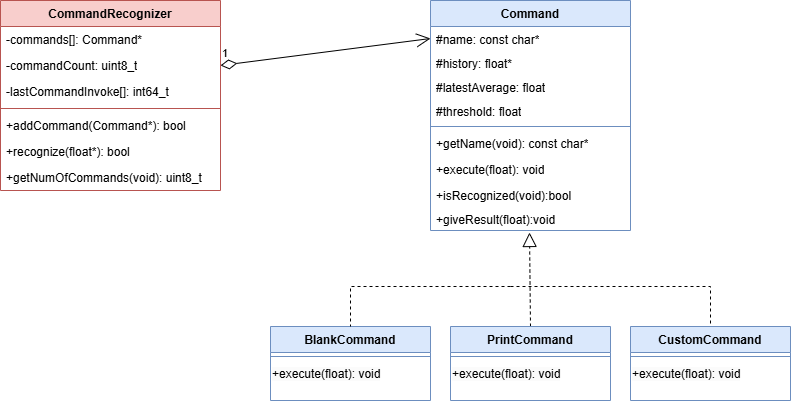 CommandRecognizer
-commands[]: Command*
-commandCount: uint8_t
-lastCommandInvoke[]: int64_t
+addCommand(Command*): bool
+recognize(float*): bool
+getNumOfCommands(void): uint8_t
1
Command
#name: const char*
#history: float*
#latestAverage: float
#threshold: float
+getName(void): const char*
+execute(float): void
+isRecognized(void):bool
+giveResult(float):void
BlankCommand
+execute(float): void
PrintCommand
+execute(float): void
CustomCommand
+execute(float): void